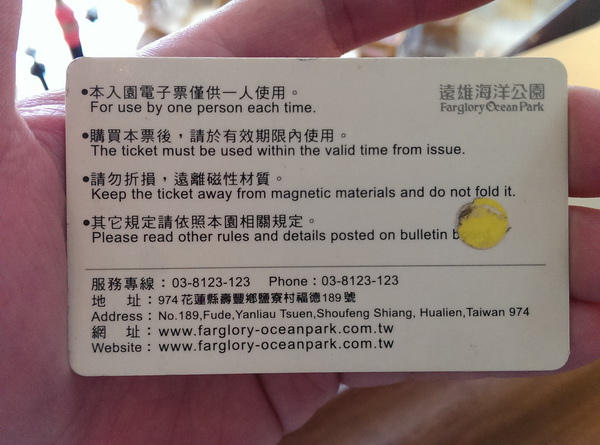 ●本入園電子票僅供一人使用。
For use by one person each time.
遠雄海洋公園
Farglory Ocean Park
●購買本票後，請於有效期限內使用。
The ticket must be used within the valid time from issue.
●請勿折損，遠離磁性材質。
Keep the ticket away from magnetic materials and do not fold it.
●其它規定請依照本園相關規定。
Please read other rules and details posted on bulletin
服務專線：03-8123-123 Phone：03-8123-123
地 址：974花蓮縣壽豐鄉鹽寮村福德189號
Address：No.189,Fude,Yanliau Tsuen,Shoufeng Shiang, Hualien,Taiwan 974
網 址：www.farglory-oceanpark.com.tw
Website：www.farglory-oceanpark.com.tw